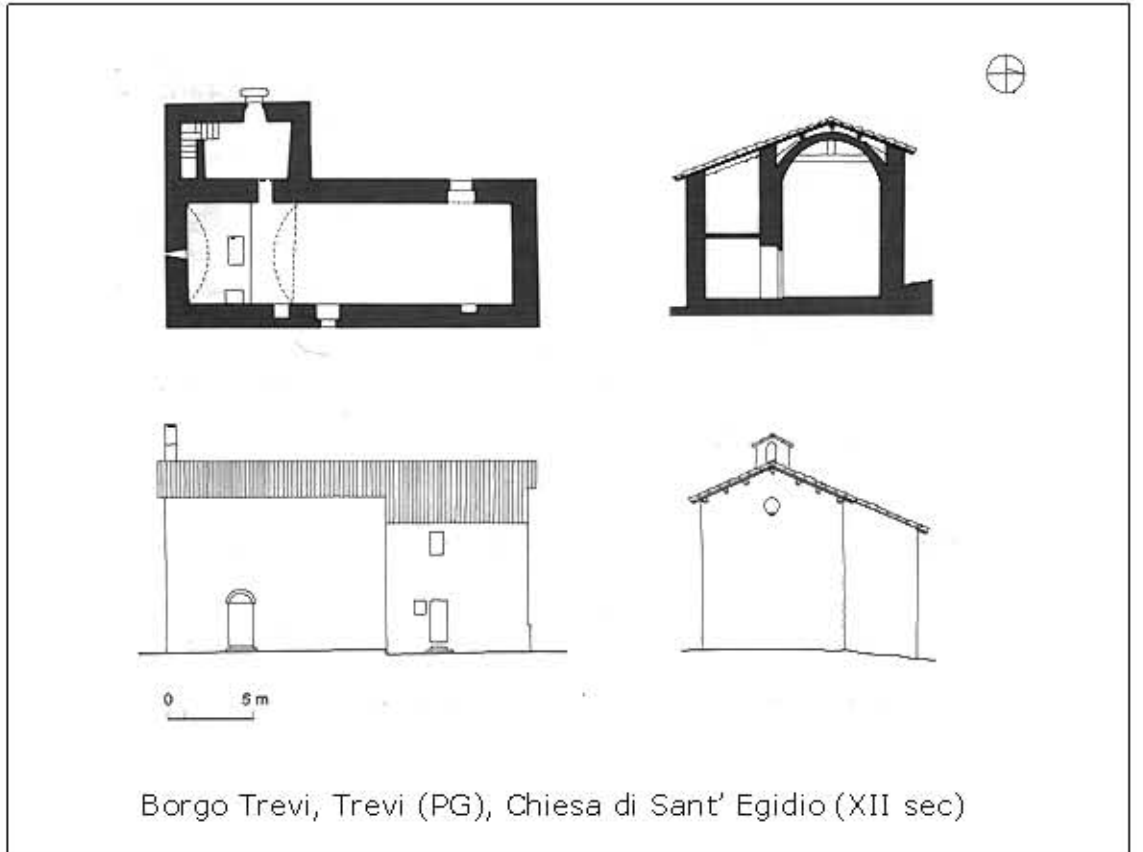 0 5 m
Borgo Trevi, Trevi (PG), Chiesa di Sant' Egidio (XII sec)